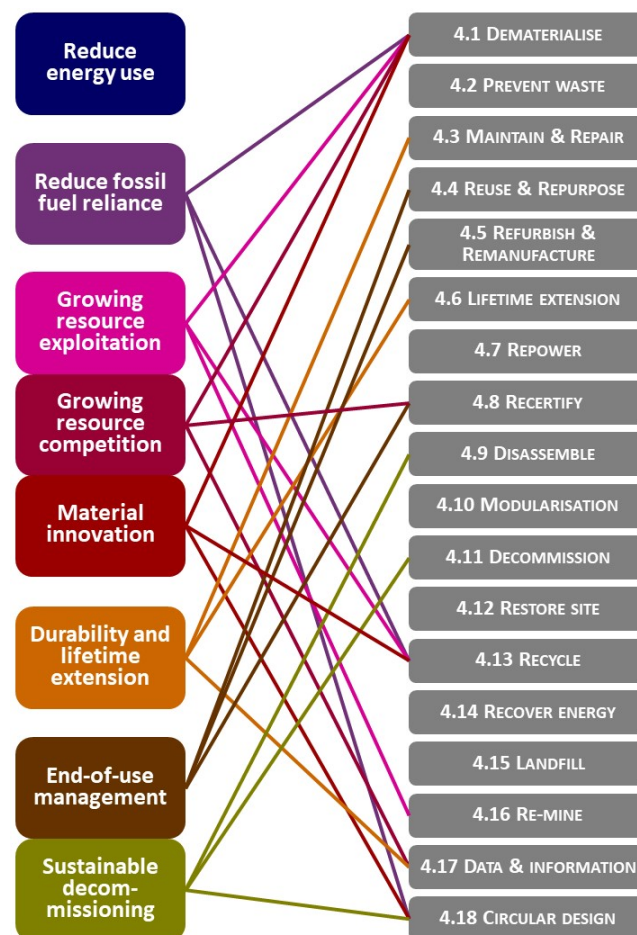 Reduce
energy use
Reduce fossil
fuel reliance
Growing
resource
exploitation
Growing
resource
competition
Material
innovation
Durability and
lifetime
extension
End-of-use
management
Sustainable
decom-
missioning
4.1 DEMATERIALISE
4.2 PREVENT WASTE
4.3 MAINTAIN & REPAIR
4.4 REUSE & REPURPOSE
4.5 REFURBISH &
REMANUFACTURE
4.6 LIFETIME EXTENSION
4.7 REPOWER
4.8 RECERTIFY
4.9 DISASSEMBLE
4.10 MODULARISATION
4.11 DECOMMISSION
4.12 RESTORE SITE
4.13 RECYCLE
4.14 RECOVER ENERGY
4.15 LANDFILL
4.16 RE-MINE
4.17 DATA & INFORMATION
4.18 CIRCULAR DESIGN